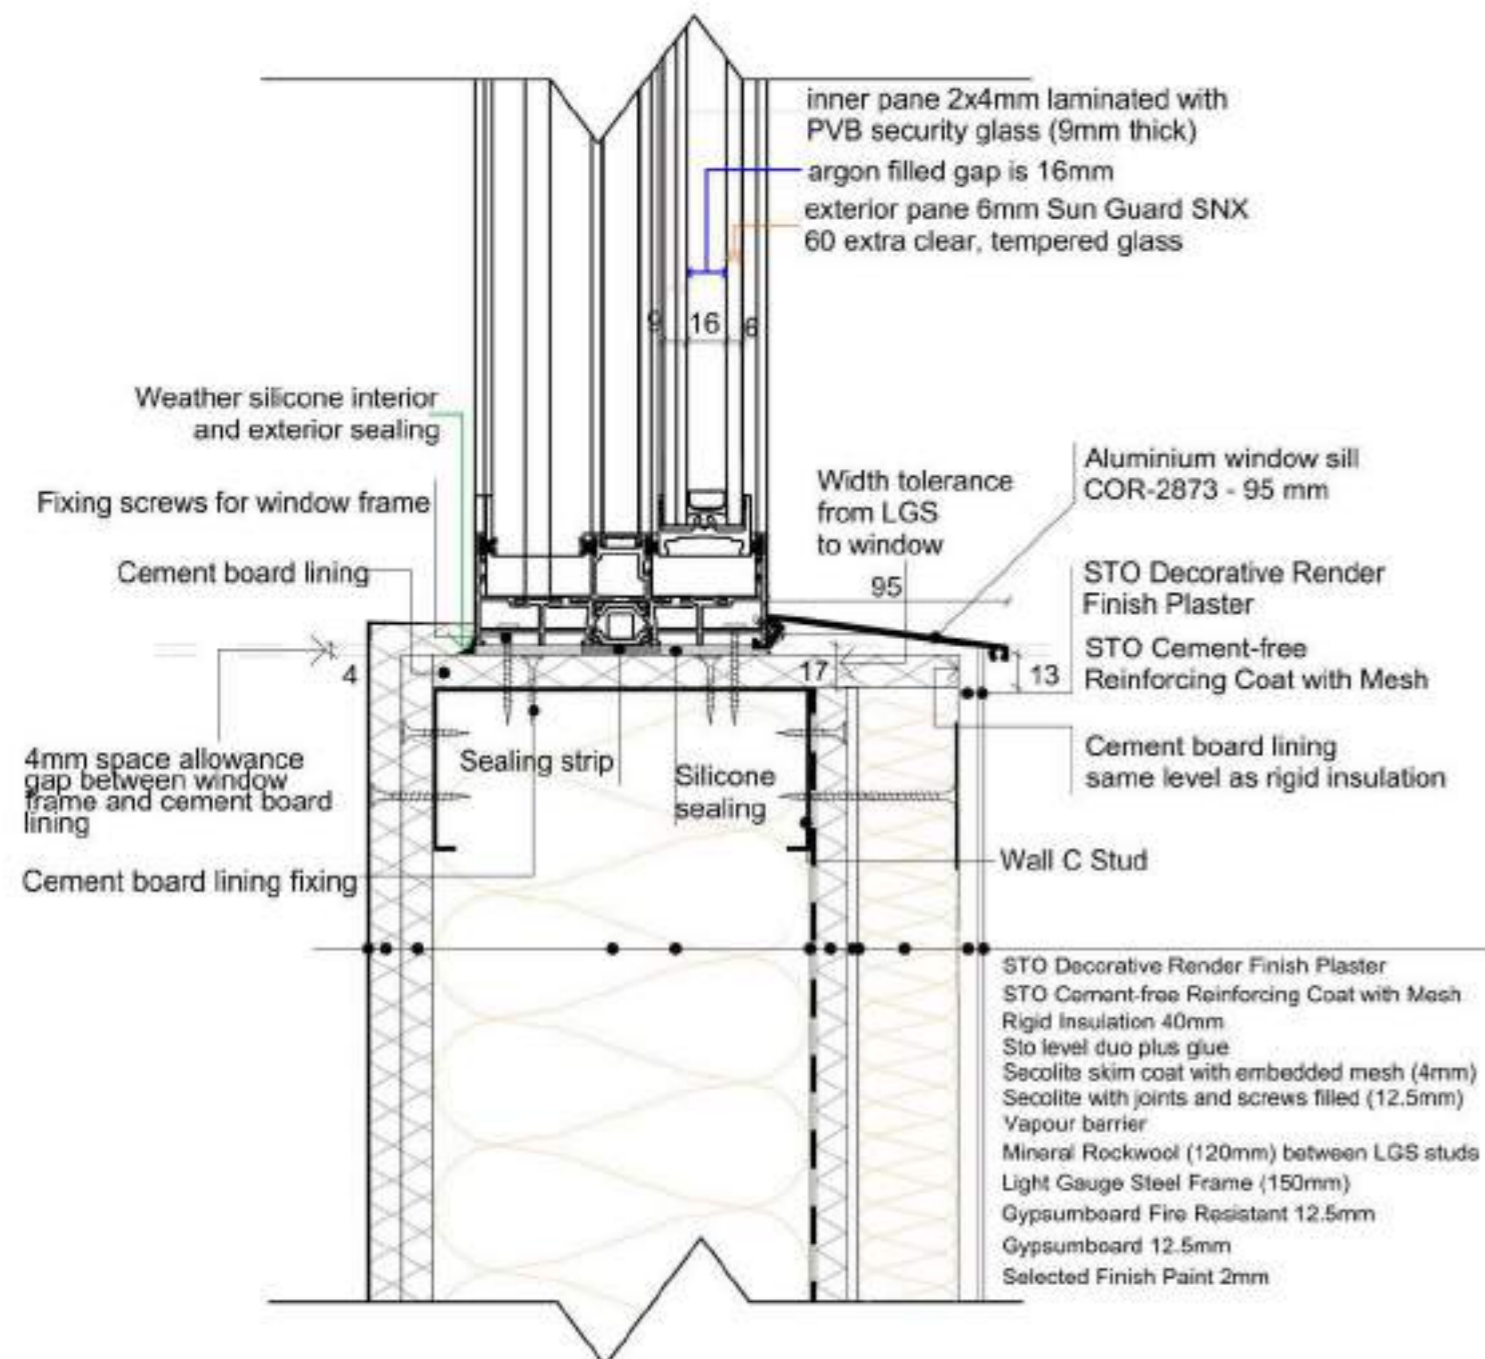 inner pane 2x4mm laminated with
PVB security glass (9mm thick)
argon filled gap is 16mm
exterior pane 6mm Sun Guard SNX
60 extra clear, tempered glass
9 16 6
Weather silicone interior
and exterior sealing
Fixing screws for window frame
Cement board lining
Width tolerance
from LGS
to window
95
Aluminium window sill
COR-2873 - 95 mm
STO Decorative Render
Finish Plaster
STO Cement-free
Reinforcing Coat with Mesh
4
17
13
4mm space allowance
gap between window
frame and cement board
lining
Sealing strip
Silicone
sealing
Cement board lining
same level as rigid insulation
Cement board lining fixing
Wall C Stud
STO Decorative Render Finish Plaster
STO Cement-free Reinforcing Coat with Mesh
Rigid Insulation 40mm
Sto level duo plus glue
Secolite skim coat with embedded mesh (4mm)
Secolite with joints and screws filled (12.5mm)
Vapour barrier
Mineral Rockwool (120mm) between LGS studs
Light Gauge Steel Frame (150mm)
Gypsumboard Fire Resistant 12.5mm
Gypsumboard 12.5mm
Selected Finish Paint 2mm